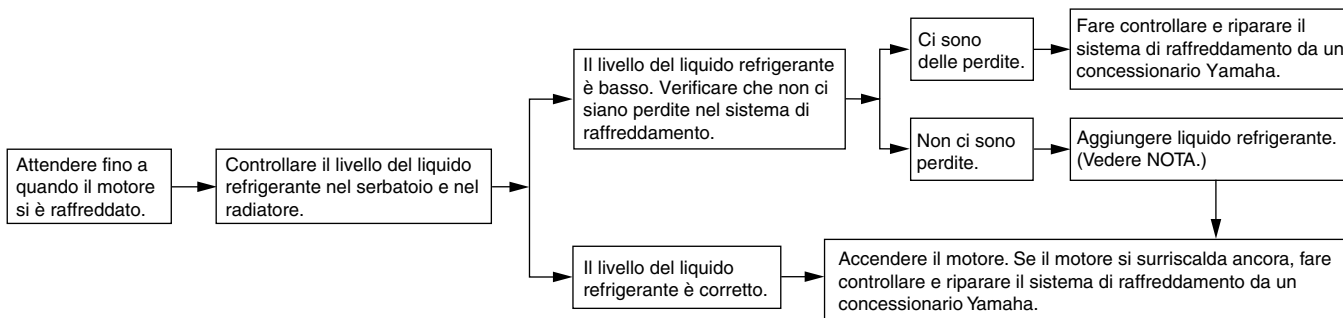 Attendere fino a
quando il motore
si è raffreddato.
Controllare il livello del liquido
refrigerante nel serbatoio e nel
radiatore.
Il livello del liquido refrigerante
è basso. Verificare che non ci
siano perdite nel sistema di
raffreddamento.
Ci sono
delle perdite.
Fare controllare e riparare il
sistema di raffreddamento da un
concessionario Yamaha.
Non ci sono
perdite.
Aggiungere liquido refrigerante.
(Vedere NOTA.)
Il livello del liquido
refrigerante è corretto.
Accendere il motore. Se il motore si surriscalda ancora, fare
controllare e riparare il sistema di raffreddamento da un
concessionario Yamaha.